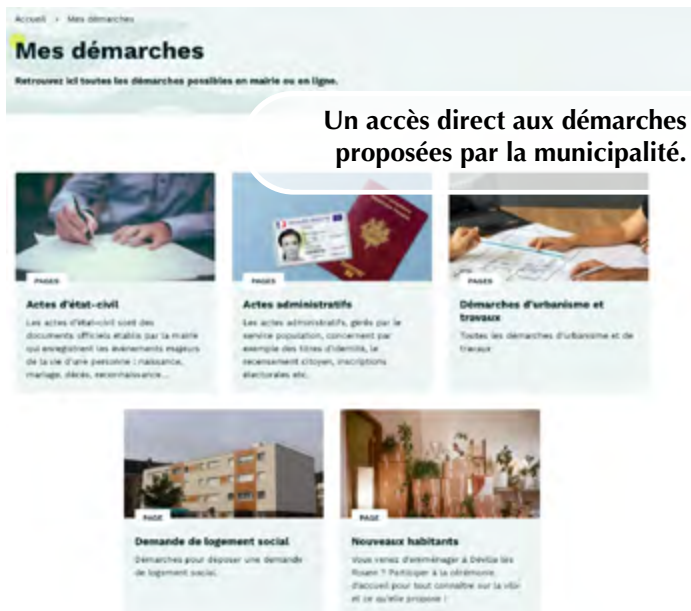 Accueil > Mes démarches
Mes démarches
Retrouvez ici toutes les démarches possibles en mairie ou en ligne.
Un accès direct aux démarches
proposées par la municipalité.
PAGES
Actes d'état-civil
Les actes d'état-civil sont des
documents officiels établis par la mairie
qui enregistrent les évènements majeurs
de la vie d'une personne : naissance,
mariage, décès, reconnaissance...
PAGES
Actes administratifs
Les actes administratifs, gérés par le
service population, concernent par
exemple des titres d'identité, le
recensement citoyen, inscriptions
électorales etc.
PAGES
Démarches d'urbanisme et
travaux
Toutes les démarches d'urbanisme et de
travaux
PAGE
Demande de logement social
Démarches pour déposer une demande
de logement social.
PAGE
Nouveaux habitants
Vous venez d'emménager à Déville lès
Rouen ? Participer à la cérémonie
d'accueil pour tout connaître sur la ville
et ce qu'elle propose !